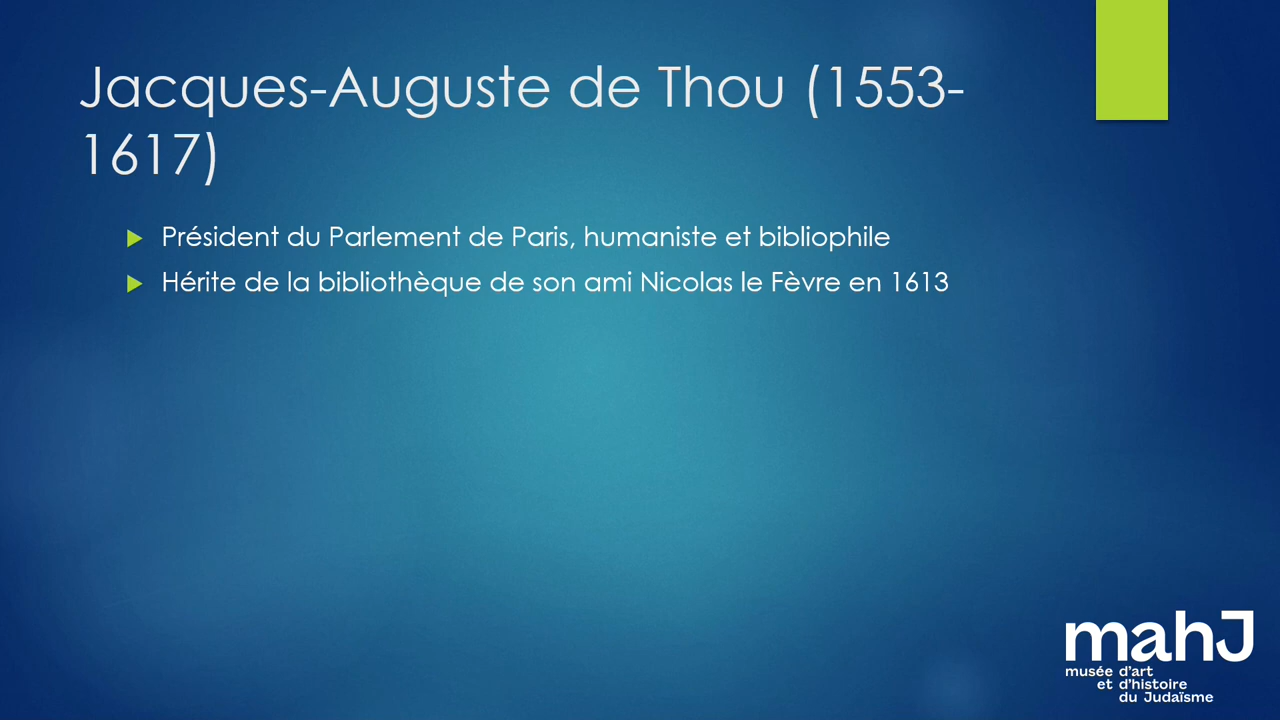 Jacques-Auguste de Thou (1553-
1617)
Président du Parlement de Paris, humaniste et bibliophile
Hérite de la bibliothèque de son ami Nicolas le Fèvre en 1613
mahJ
musée d'art
et d'histoire
du Judaïsme